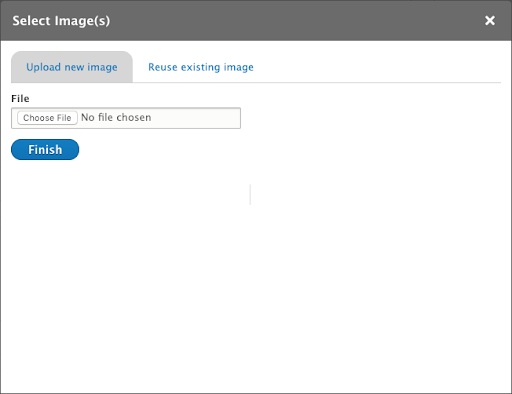 Select Image(s)
Upload new image Reuse existing image
File
Choose File No file chosen
Finish